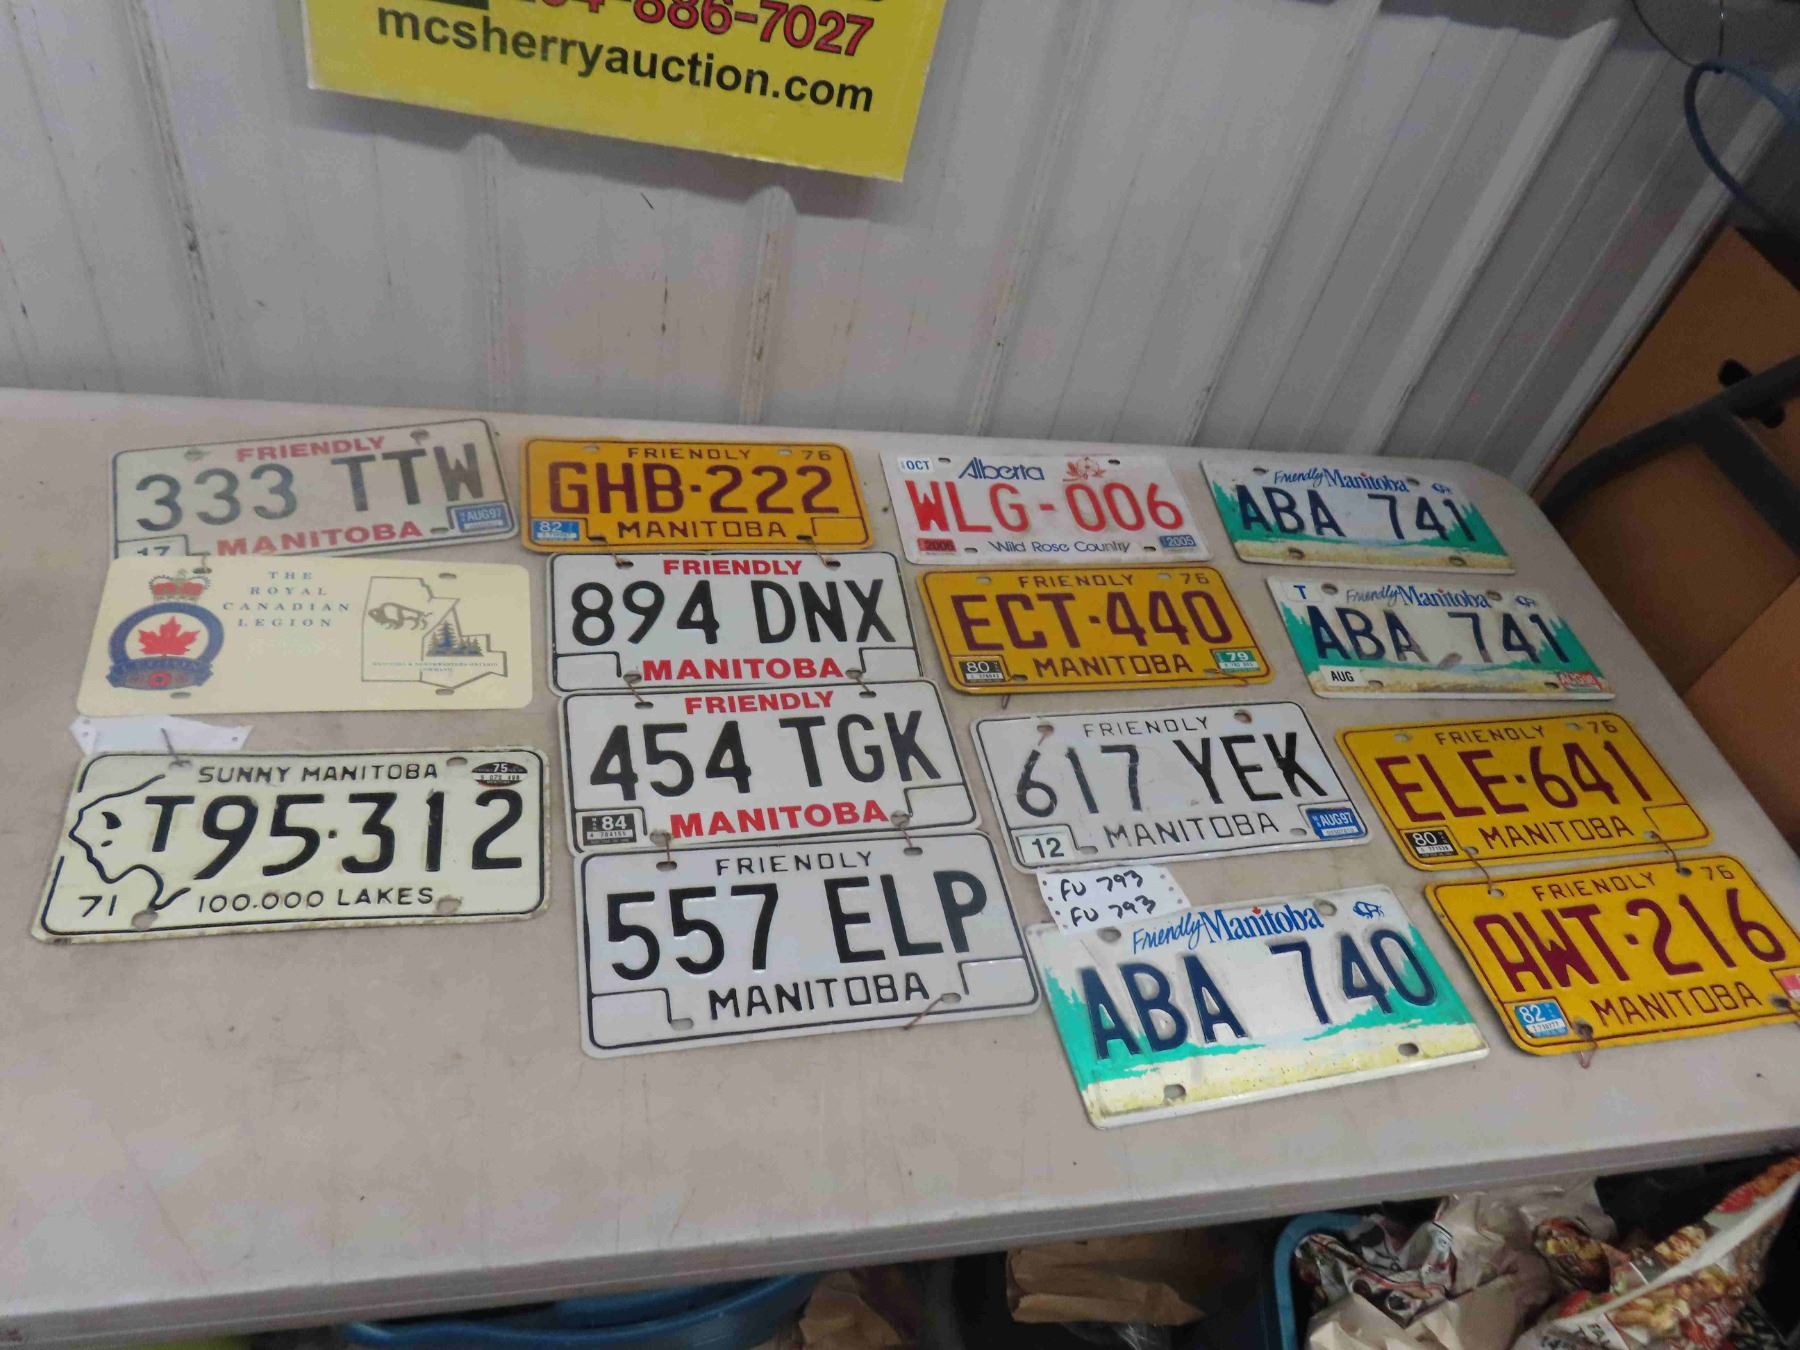 886-7027
mcsherryauction.com
FRIENDLY
333 TTW
AUG97
MANITOBA
17
THE
ROYAL
CANADIAN
LEGION
75
SUNNY MANITOBA
T95·312
71
100.000 LAKES
FRIENDLY 76
GHB·222
82
MANITOBA
FRIENDLY
894 DNX
MANITOBA
FRIENDLY
454 TGK
84
MANITOBA
FRIENDLY
557 ELP
MANITOBA
OCT Alberta
WLG-006
2006 Wild Rose Country 2005
FRIENDLY 76
ECT·440
80 MANITOBA 79
FRIENDLY
617 YEK
12 MANITOBA AUG97
FU 793
FU 793
Friendly Manitoba
ABA 740
Friendly Manitoba
ABA 741
T Friendly Manitoba
ABA 741
AUG
FRIENDLY 76
ELE·641
80 MANITOBA
FRIENDLY 76
AWT·216
82 MANITOBA